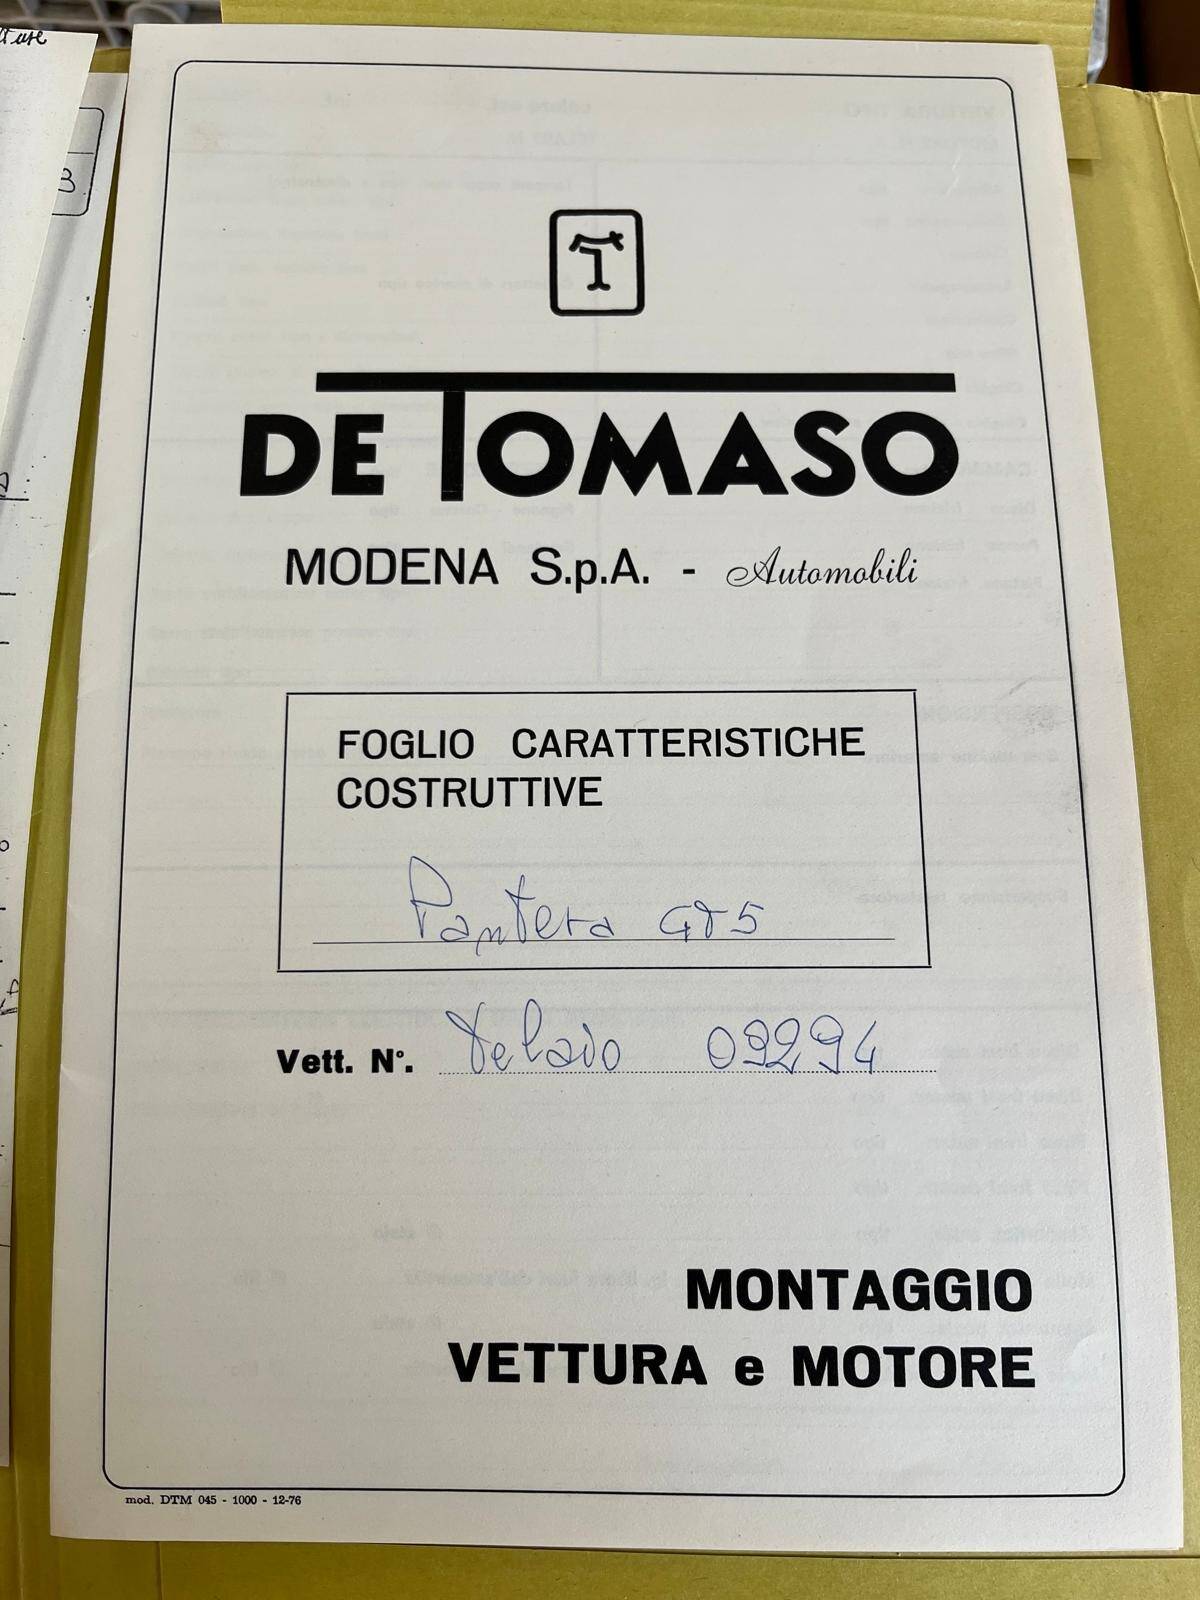 DE TOMASO
MODENA S.p.A. - Automobili
FOGLIO CARATTERISTICHE
COSTRUTTIVE
Pantera GT5
Vett. N°. Telaio 09294
MONTAGGIO
VETTURA e MOTORE
mod. DTM 045 - 1000 - 12-76